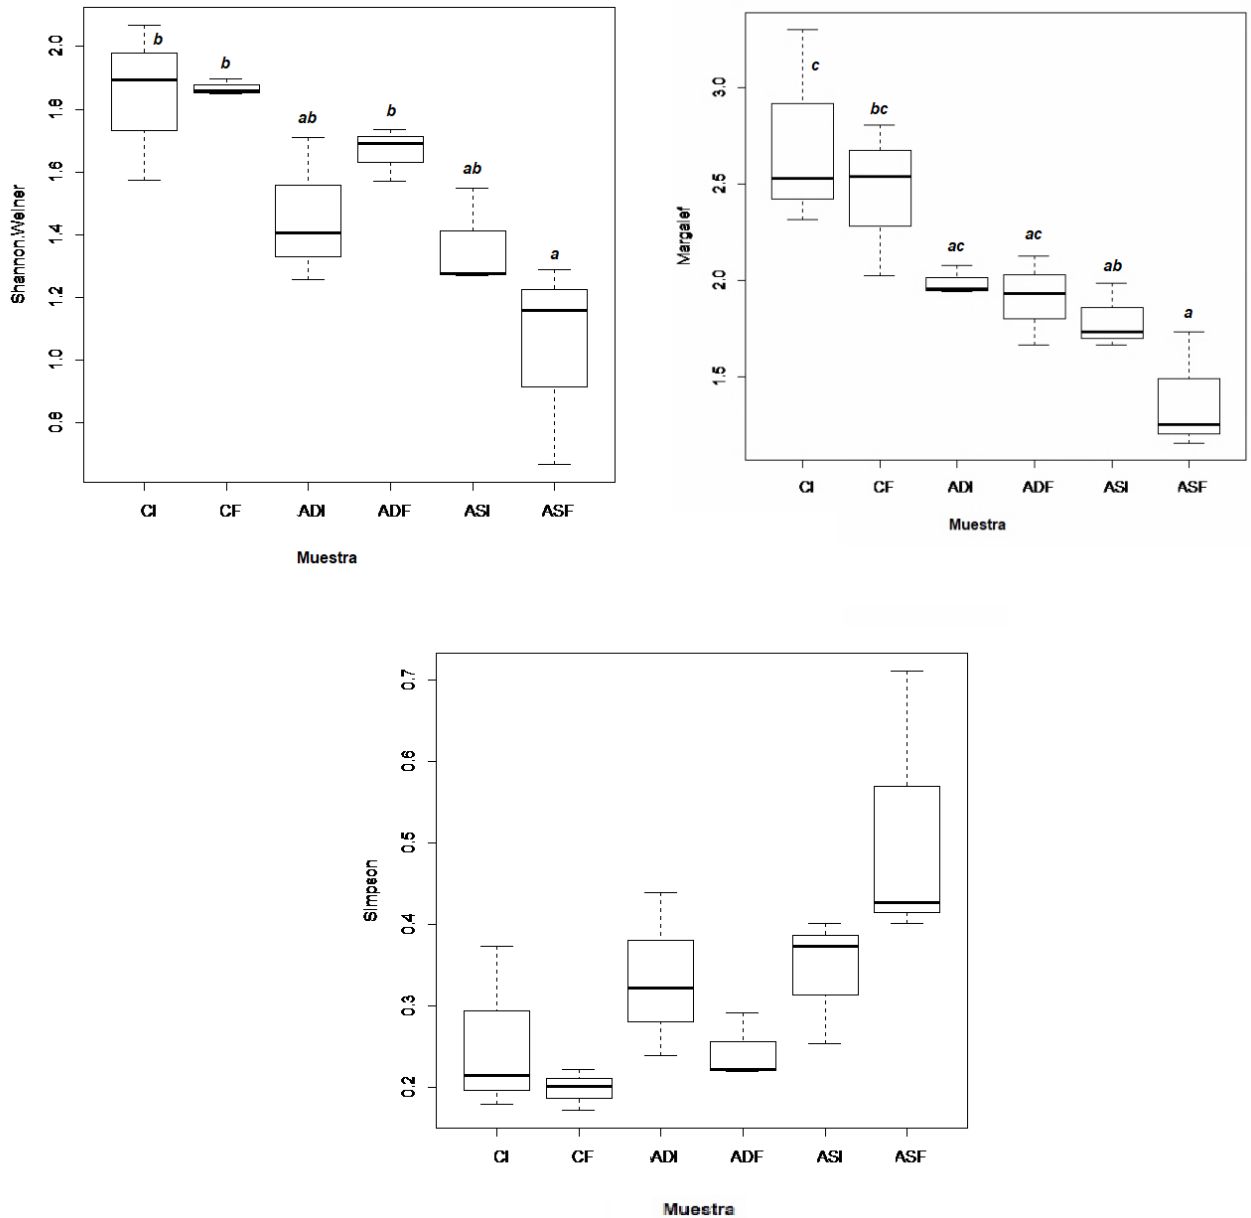 Shannon.Weiner
2.0
1.8
1.6
1.4
1.2
1.0
0.8
b
b
ab
b
ab
a
CI
CF
ADI
ADF
ASI
ASF
Muestra
Margalef
3.0
2.5
2.0
1.5
c
bc
ac
ac
ab
a
CI
CF
ADI
ADF
ASI
ASF
Muestra
Simpson
0.7
0.6
0.5
0.4
0.3
0.2
CI
CF
ADI
ADF
ASI
ASF
Muestra